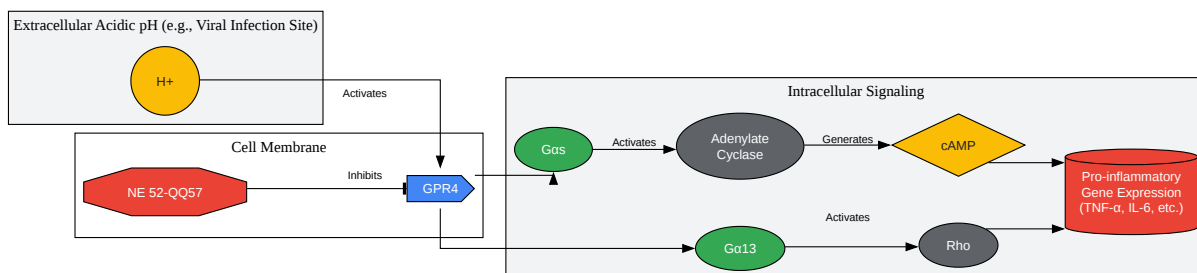 Extracellular Acidic pH (e.g., Viral Infection Site)
H+
Activates
Cell Membrane
NE 52-QQ57
Inhibits
GPR4
Intracellular Signaling
Gαs
Activates
Adenylate
Cyclase
Generates
cAMP
Pro-inflammatory
Gene Expression
(TNF-α, IL-6, etc.)
Gα13
Activates
Rho